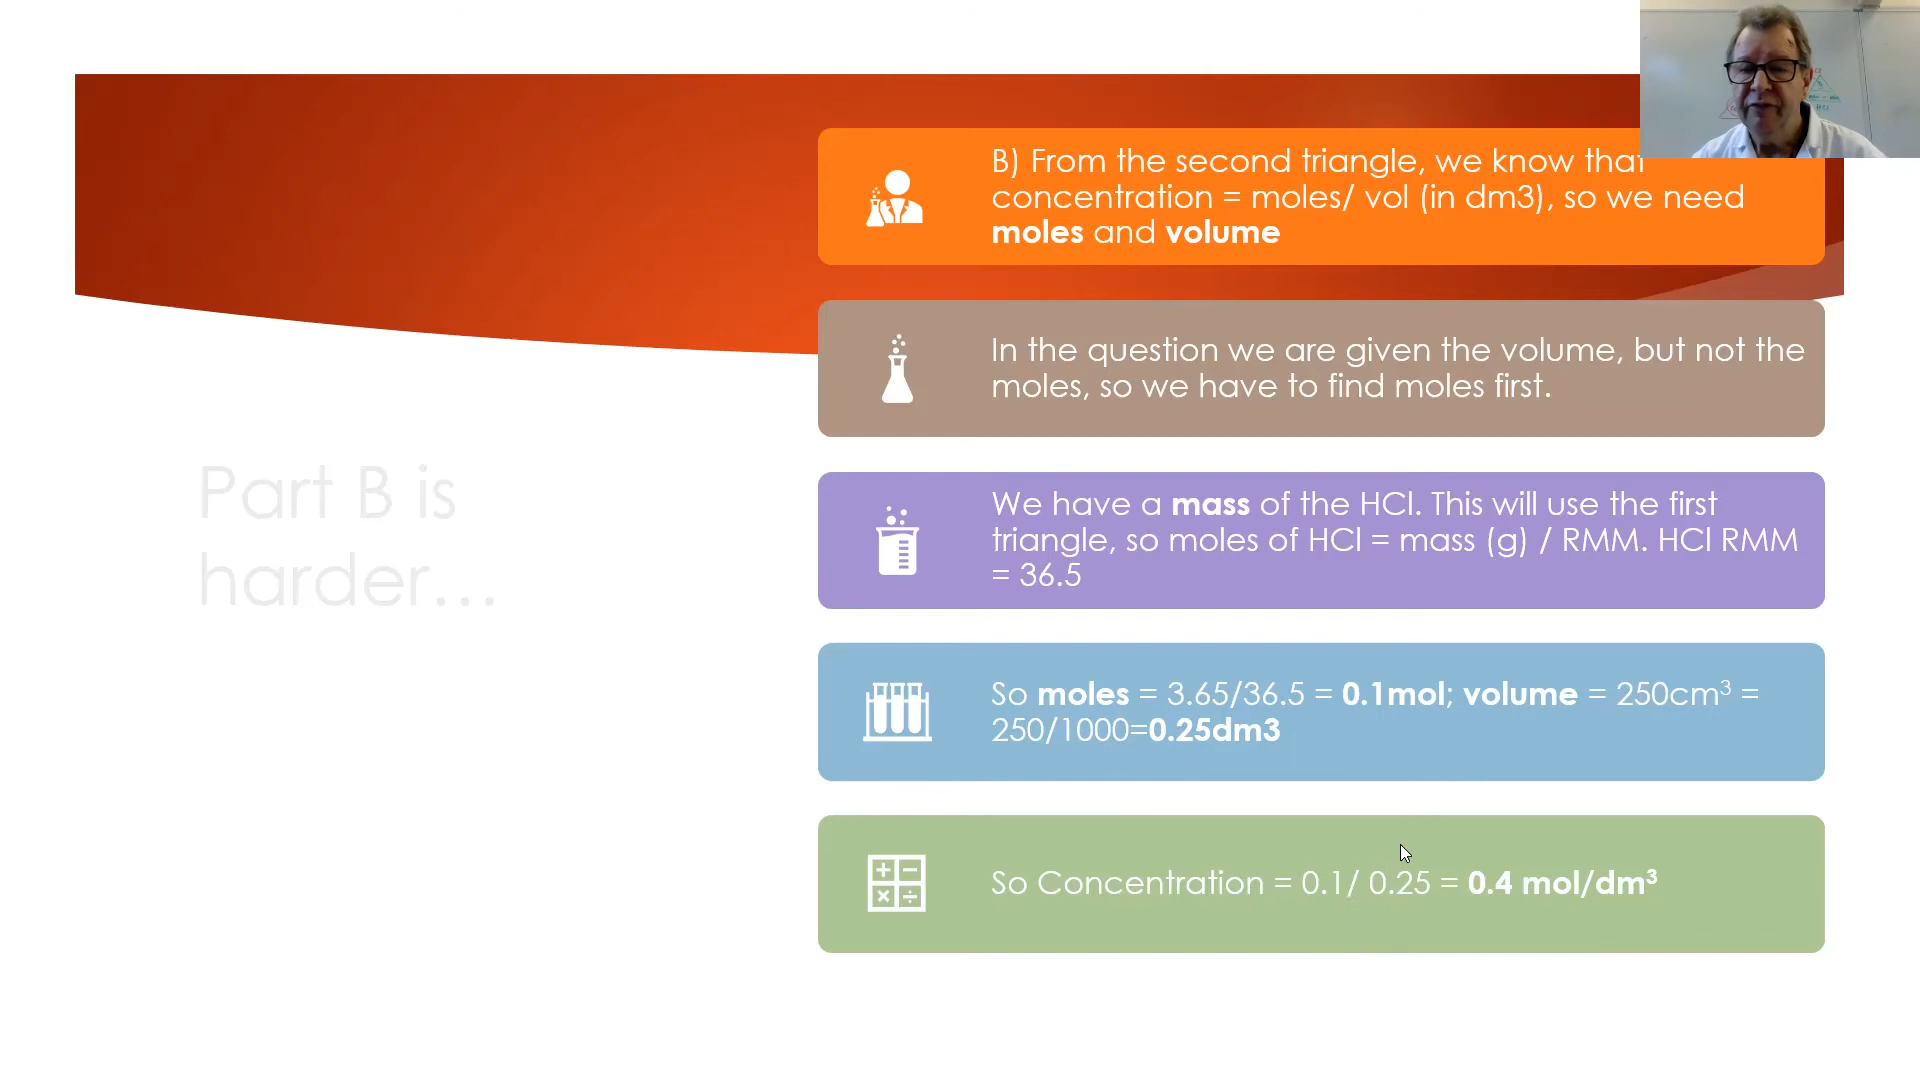 B) From the second triangle, we know that
concentration = moles/ vol (in dm3), so we need
moles and volume
In the question we are given the volume, but not the
moles, so we have to find moles first.
Part B is
harder...
We have a mass of the HCl. This will use the first
triangle, so moles of HCl = mass (g) / RMM. HCl RMM
= 36.5
So moles = 3.65/36.5 = 0.1mol; volume = 250cm³ =
250/1000=0.25dm3
So Concentration = 0.1/ 0.25 = 0.4 mol/dm³